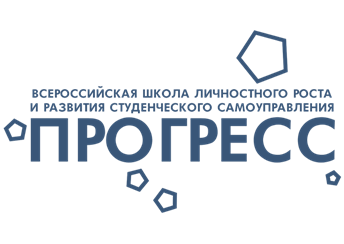 ВСЕРОССИЙСКАЯ ШКОЛА ЛИЧНОСТНОГО РОСТА
И РАЗВИТИЯ СТУДЕНЧЕСКОГО САМОУПРАВЛЕНИЯ
ПРОГРЕСС